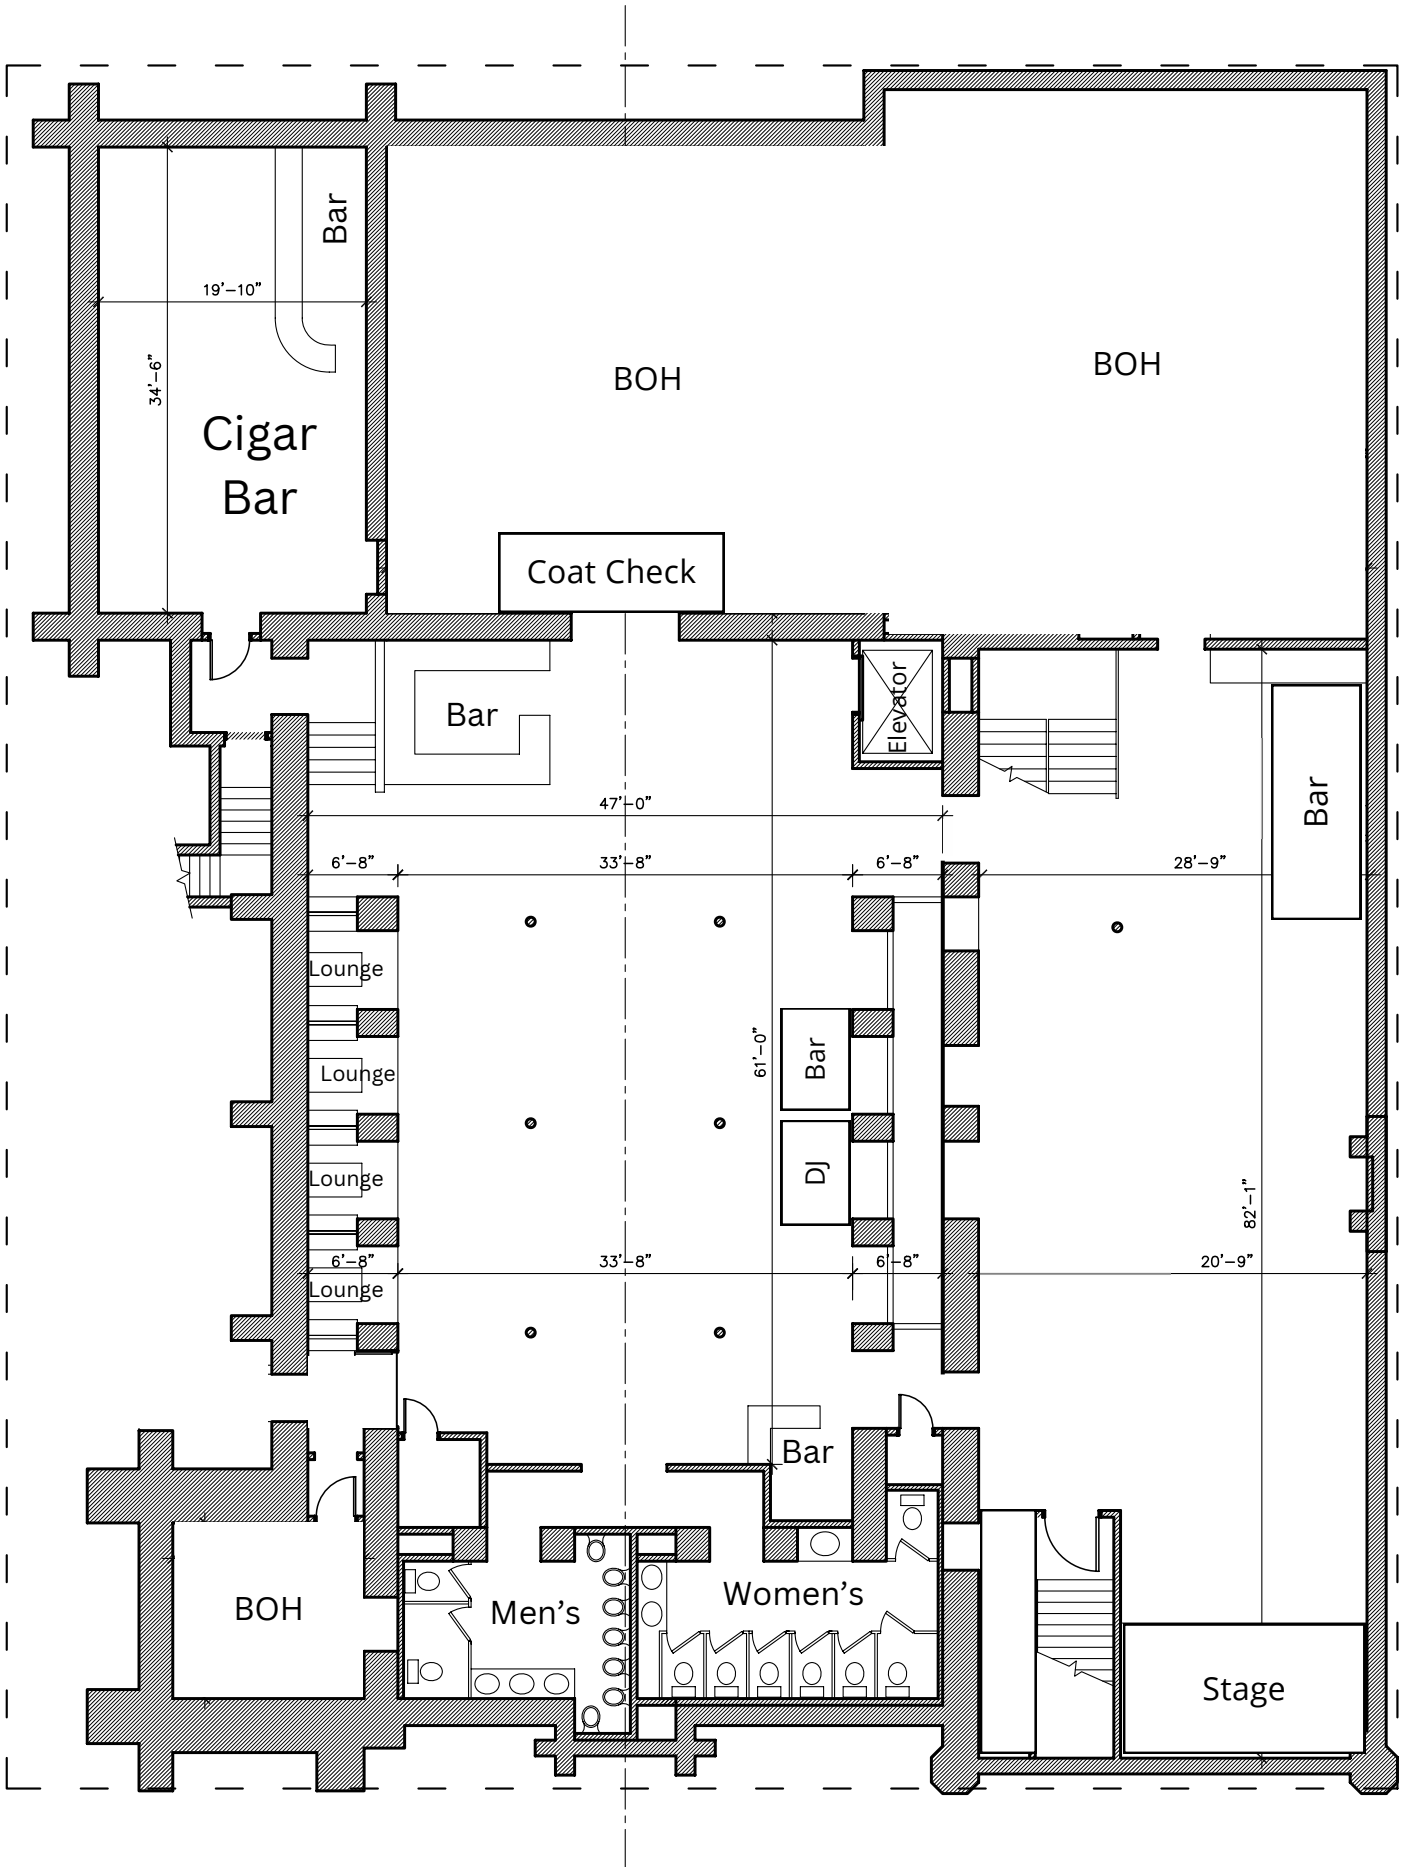 Bar
19'-10"
34'-6"
BOH
BOH
Cigar
Bar
Coat Check
Elevator
Bar
Bar
47'-0"
6'-8"
33'-8"
6'-8"
28'-9"
Lounge
61'-0"
Bar
Lounge
DJ
Lounge
82'-1"
6'-8"
33'-8"
6'-8"
20'-9"
Lounge
Bar
BOH
Men's
Women's
Stage